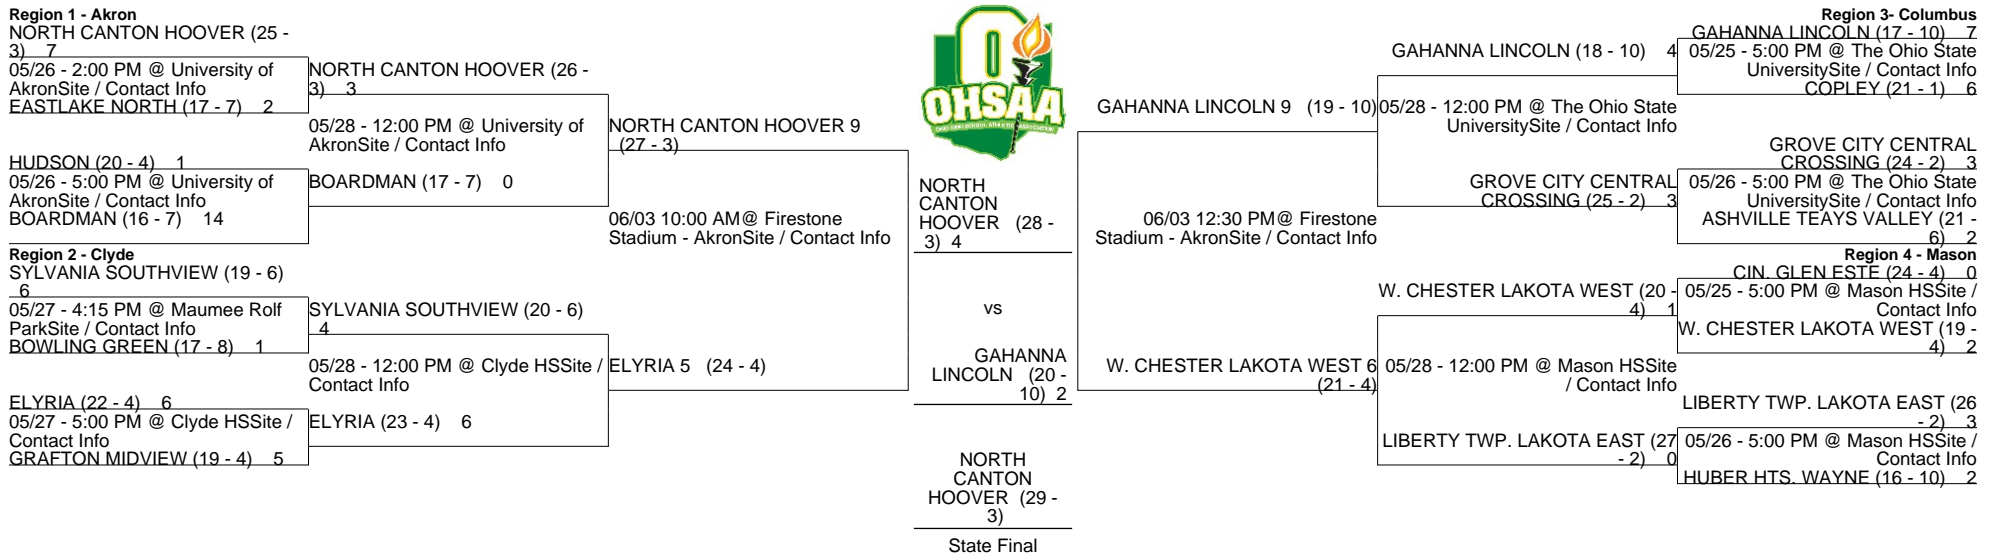 Region 1 - Akron
NORTH CANTON HOOVER (25 -
3) 7
05/26 - 2:00 PM @ University of
AkronSite / Contact Info
EASTLAKE NORTH (17 - 7) 2
HUDSON (20 - 4) 1
05/26 - 5:00 PM @ University of
AkronSite / Contact Info
BOARDMAN (16 - 7) 14
Region 2 - Clyde
SYLVANIA SOUTHVIEW (19 - 6)
6
05/27 - 4:15 PM @ Maumee Rolf
ParkSite / Contact Info
BOWLING GREEN (17 - 8) 1
ELYRIA (22 - 4) 6
05/27 - 5:00 PM @ Clyde HSSite /
Contact Info
GRAFTON MIDVIEW (19 - 4) 5
NORTH CANTON HOOVER (26 -
3) 3
05/28 - 12:00 PM @ University of
AkronSite / Contact Info
BOARDMAN (17 - 7) 0
SYLVANIA SOUTHVIEW (20 - 6)
4
05/28 - 12:00 PM @ Clyde HSSite /
Contact Info
ELYRIA (23 - 4) 6
NORTH CANTON HOOVER 9
(27 - 3)
06/03 10:00 AM@ Firestone
Stadium - AkronSite / Contact Info
ELYRIA 5 (24 - 4)
OHSAA
NORTH
CANTON
HOOVER (28 -
3) 4
vs
GAHANNA
LINCOLN (20 -
10) 2
NORTH
CANTON
HOOVER (29 -
3)
State Final
GAHANNA LINCOLN 9 (19 - 10)
06/03 12:30 PM@ Firestone
Stadium - AkronSite / Contact Info
W. CHESTER LAKOTA WEST 6
(21 - 4)
GAHANNA LINCOLN (18 - 10) 4
05/28 - 12:00 PM @ The Ohio State
UniversitySite / Contact Info
GROVE CITY CENTRAL
CROSSING (25 - 2) 3
W. CHESTER LAKOTA WEST (20 -
4) 1
05/28 - 12:00 PM @ Mason HSSite
/ Contact Info
LIBERTY TWP. LAKOTA EAST (27
- 2) 0
Region 3- Columbus
GAHANNA LINCOLN (17 - 10) 7
05/25 - 5:00 PM @ The Ohio State
UniversitySite / Contact Info
COPLEY (21 - 1) 6
GROVE CITY CENTRAL
CROSSING (24 - 2) 3
05/26 - 5:00 PM @ The Ohio State
UniversitySite / Contact Info
ASHVILLE TEAYS VALLEY (21 -
6) 2
Region 4 - Mason
CIN. GLEN ESTE (24 - 4) 0
05/25 - 5:00 PM @ Mason HSSite /
Contact Info
W. CHESTER LAKOTA WEST (19 -
4) 2
LIBERTY TWP. LAKOTA EAST (26
- 2) 3
05/26 - 5:00 PM @ Mason HSSite /
Contact Info
HUBER HTS. WAYNE (16 - 10) 2